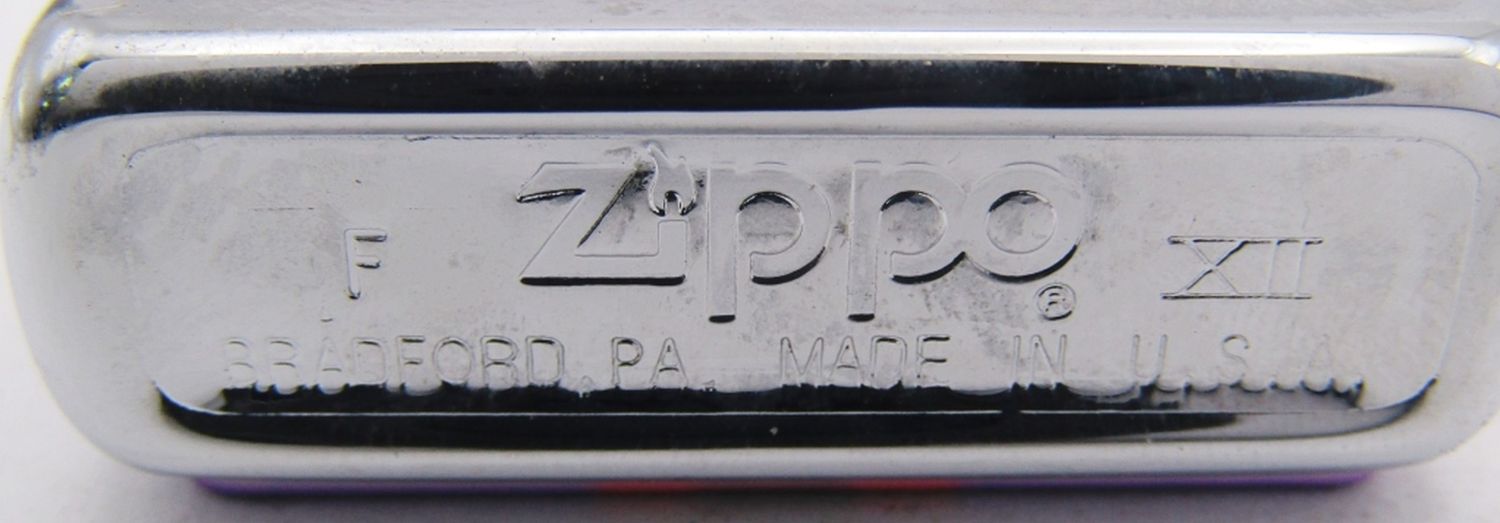 F Zippo ® XII
BRADFORD, PA. MADE IN U.S.A.